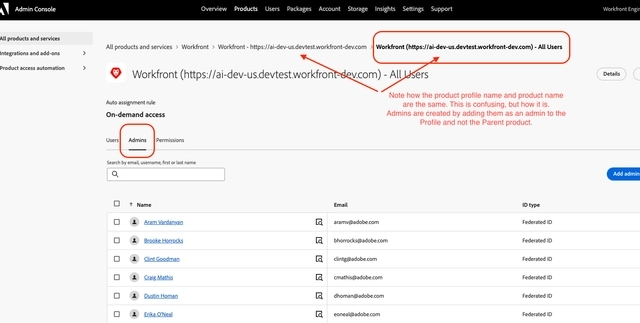 Admin Console
Overview Products Users Packages Account Storage Insights Settings Support
Workfront Engin
All products and services
Integrations and add-ons
Product access automation
All products and services > Workfront > Workfront - https://ai-dev-us.devtest.workfront-dev.com > Workfront (https://ai-dev-us.devtest.workfront-dev.com) - All Users
Workfront (https://ai-dev-us.devtest.workfront-dev.com) - All Users
Details
Note how the product profile name and product name
are the same. This is confusing, but how it is.
Admins are created by adding them as an admin to the
Profile and not the Parent product.
Auto assignment rule
On-demand access
Users Admins Permissions
Search by email, username, first or last name
Add admin
↑ Name Email ID type
Aram Vardanyan aramv@adobe.com Federated ID
Brooke Horrocks bhorrocks@adobe.com Federated ID
Clint Goodman clintg@adobe.com Federated ID
Craig Mathis cmathis@adobe.com Federated ID
Dustin Homan dhoman@adobe.com Federated ID
Erika O'Neal eoneal@adobe.com Federated ID